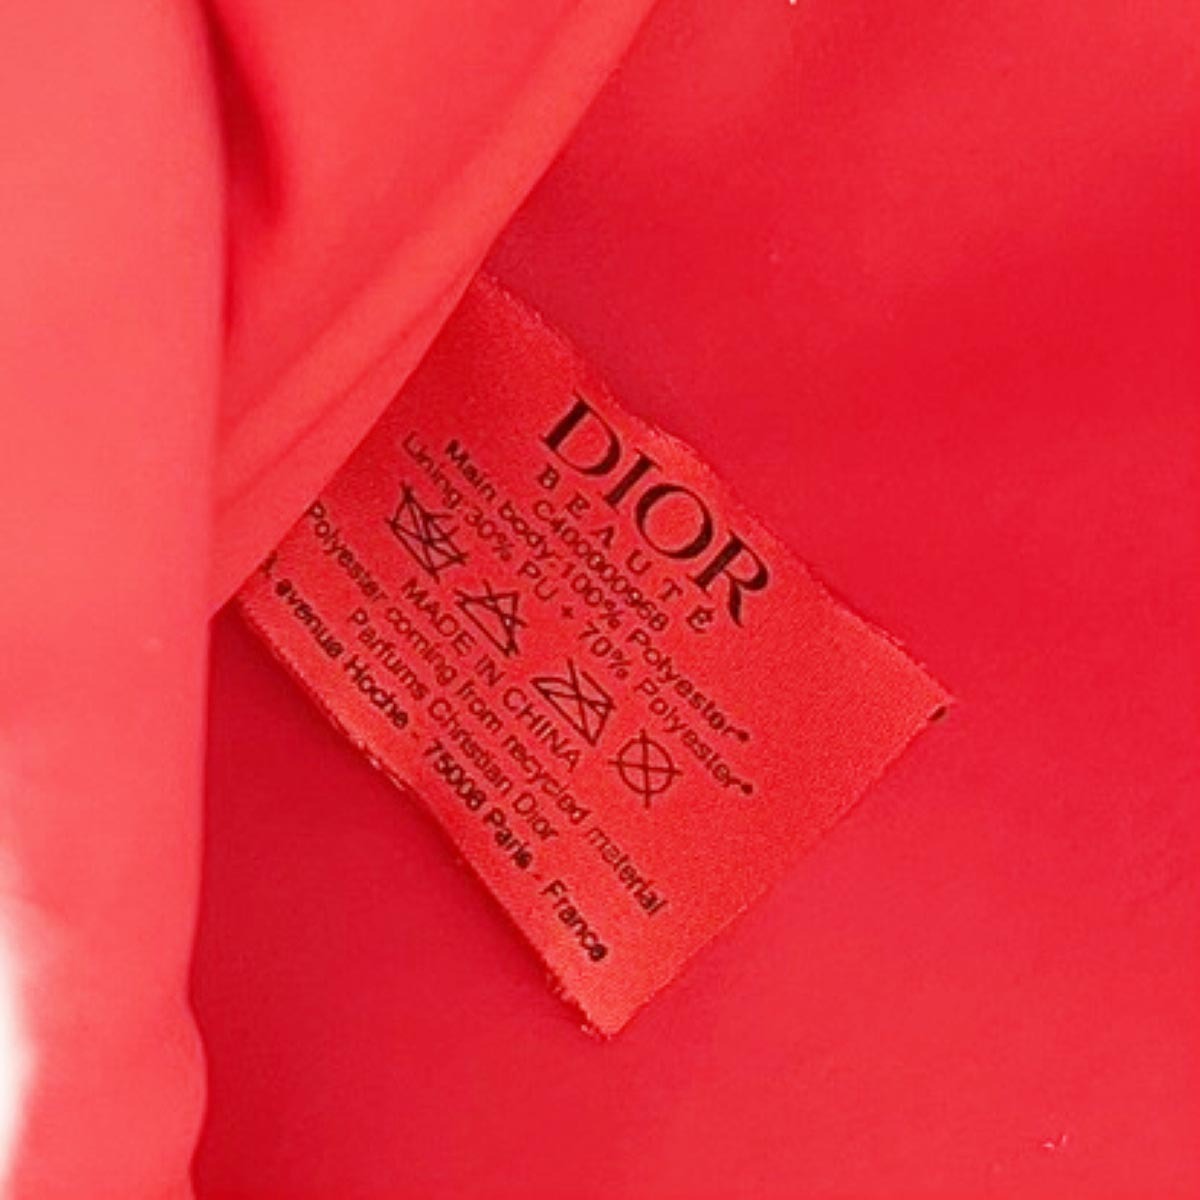 DIOR
BEAUTÉ
C400000968
Main body:100% Polyester*
Lining:30% PU + 70% Polyester*
MADE IN CHINA
Polyester coming from recycled material
Parfums Christian Dior
avenue Hoche - 75008 Paris - France